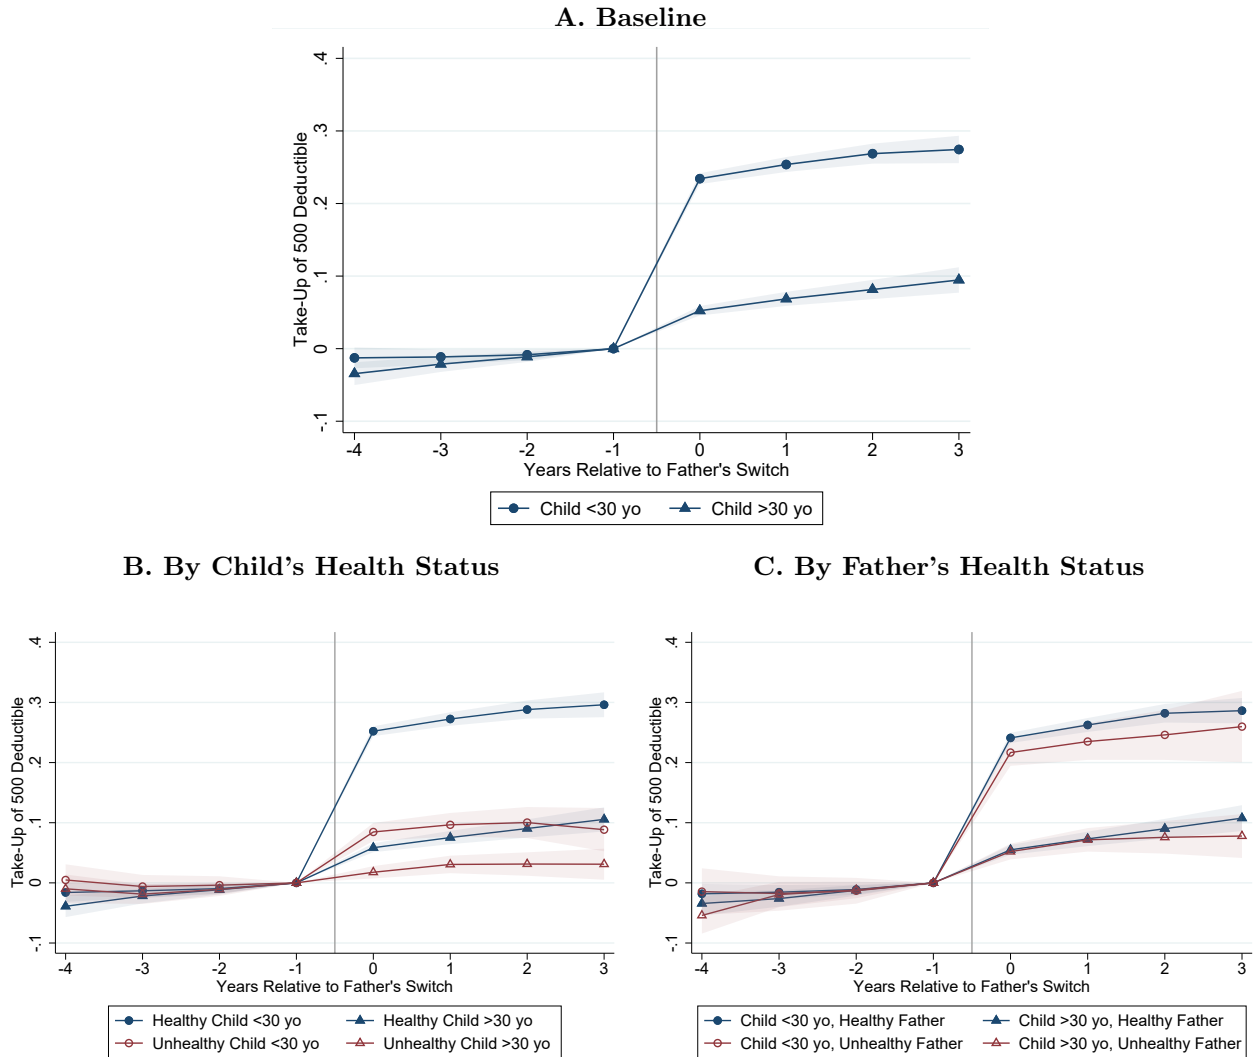 A. Baseline
Take-Up of 500 Deductible
.4
.3
.2
.1
0
-.1
-4 -3 -2 -1 0 1 2 3
Years Relative to Father's Switch
Child <30 yo Child >30 yo
B. By Child's Health Status
Take-Up of 500 Deductible
.4
.3
.2
.1
0
-.1
-4 -3 -2 -1 0 1 2 3
Years Relative to Father's Switch
Healthy Child <30 yo Healthy Child >30 yo
Unhealthy Child <30 yo Unhealthy Child >30 yo
C. By Father's Health Status
Take-Up of 500 Deductible
.4
.3
.2
.1
0
-.1
-4 -3 -2 -1 0 1 2 3
Years Relative to Father's Switch
Child <30 yo, Healthy Father Child >30 yo, Healthy Father
Child <30 yo, Unhealthy Father Child >30 yo, Unhealthy Father